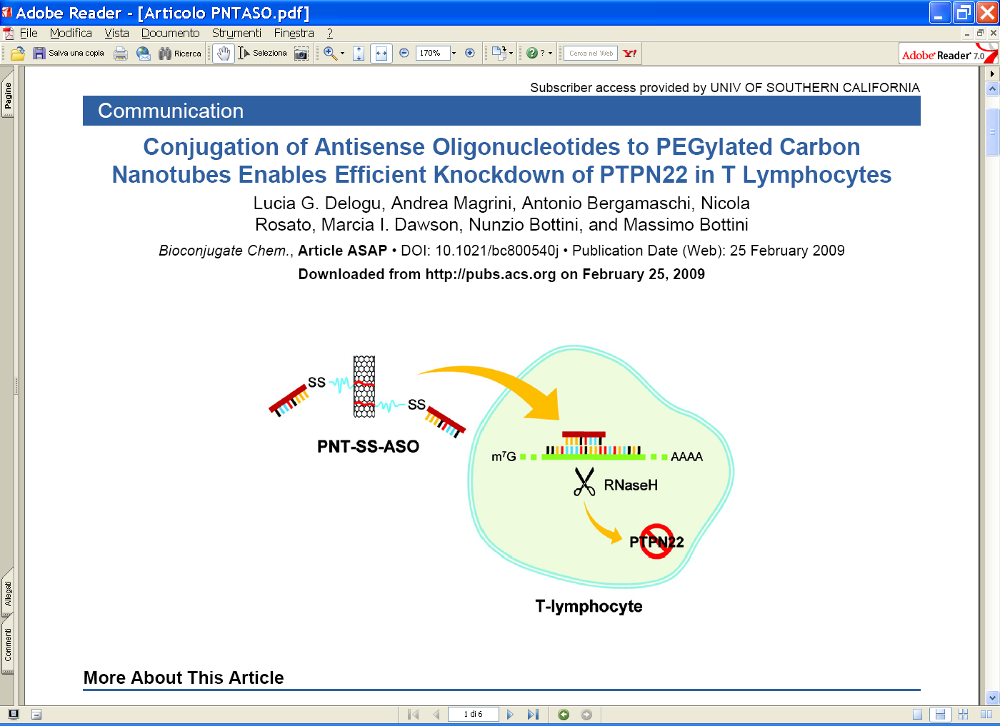 Adobe Reader - [Articolo PNTASO.pdf]
File Modifica Vista Documento Strumenti Finestra ?
Salva una copia Ricerca Seleziona 170% ? Cerca nel Web Y! Adobe Reader 7.0
Pagine
Subscriber access provided by UNIV OF SOUTHERN CALIFORNIA
Communication
Conjugation of Antisense Oligonucleotides to PEGylated Carbon
Nanotubes Enables Efficient Knockdown of PTPN22 in T Lymphocytes
Lucia G. Delogu, Andrea Magrini, Antonio Bergamaschi, Nicola
Rosato, Marcia I. Dawson, Nunzio Bottini, and Massimo Bottini
Bioconjugate Chem., Article ASAP • DOI: 10.1021/bc800540j • Publication Date (Web): 25 February 2009
Downloaded from http://pubs.acs.org on February 25, 2009
SS
SS
PNT-SS-ASO
m⁷G AAAA
RNaseH
PTPN22
T-lymphocyte
Allegati
Commenti
More About This Article
1 di 6